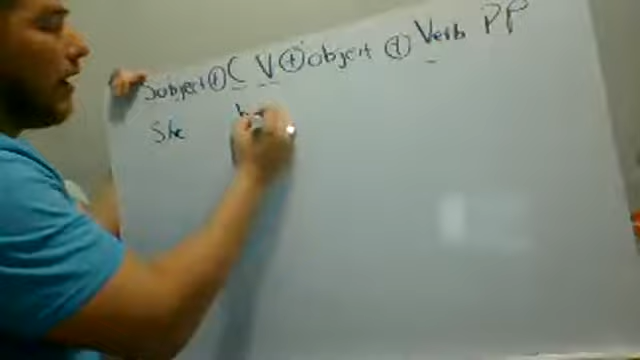 Subject ⊕ C V ⊕ object ⊕ Verb PP
She